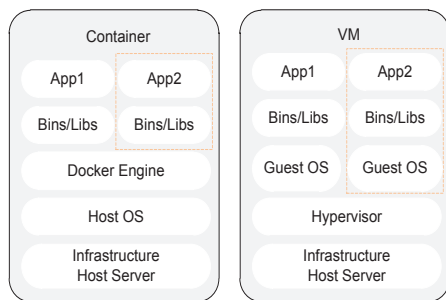 Container
App1 App2
Bins/Libs Bins/Libs
Docker Engine
Host OS
Infrastructure
Host Server
VM
App1 App2
Bins/Libs Bins/Libs
Guest OS Guest OS
Hypervisor
Infrastructure
Host Server